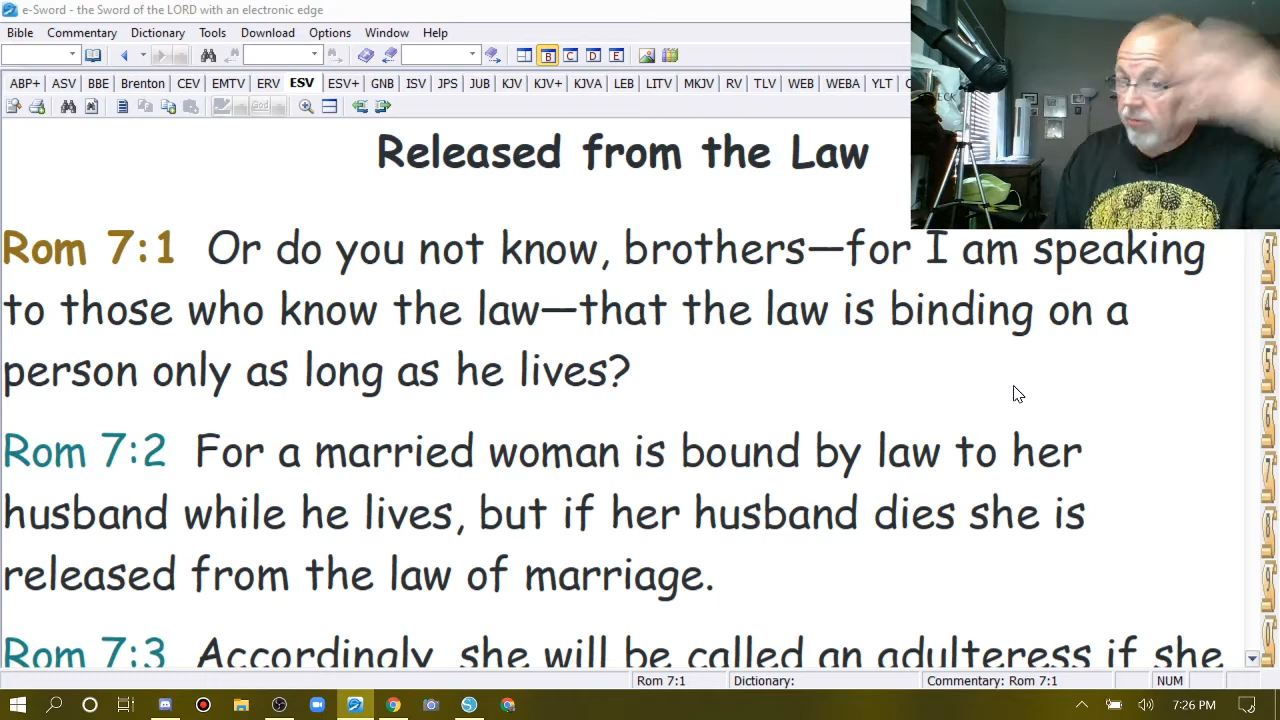 e-Sword - the Sword of the LORD with an electronic edge
Bible Commentary Dictionary Tools Download Options Window Help
B C D E
ABP+ ASV BBE Brenton CEV EMTV ERV ESV ESV+ GNB ISV JPS JUB KJV KJV+ KJVA LEB LITV MKJV RV TLV WEB WEBA YLT
God
Released from the Law
Rom 7:1 Or do you not know, brothers—for I am speaking
to those who know the law—that the law is binding on a
person only as long as he lives?
Rom 7:2 For a married woman is bound by law to her
husband while he lives, but if her husband dies she is
released from the law of marriage.
Rom 7:3 Accordingly, she will be called an adulteress if she
Rom 7:1 Dictionary: Commentary: Rom 7:1 NUM
7:26 PM